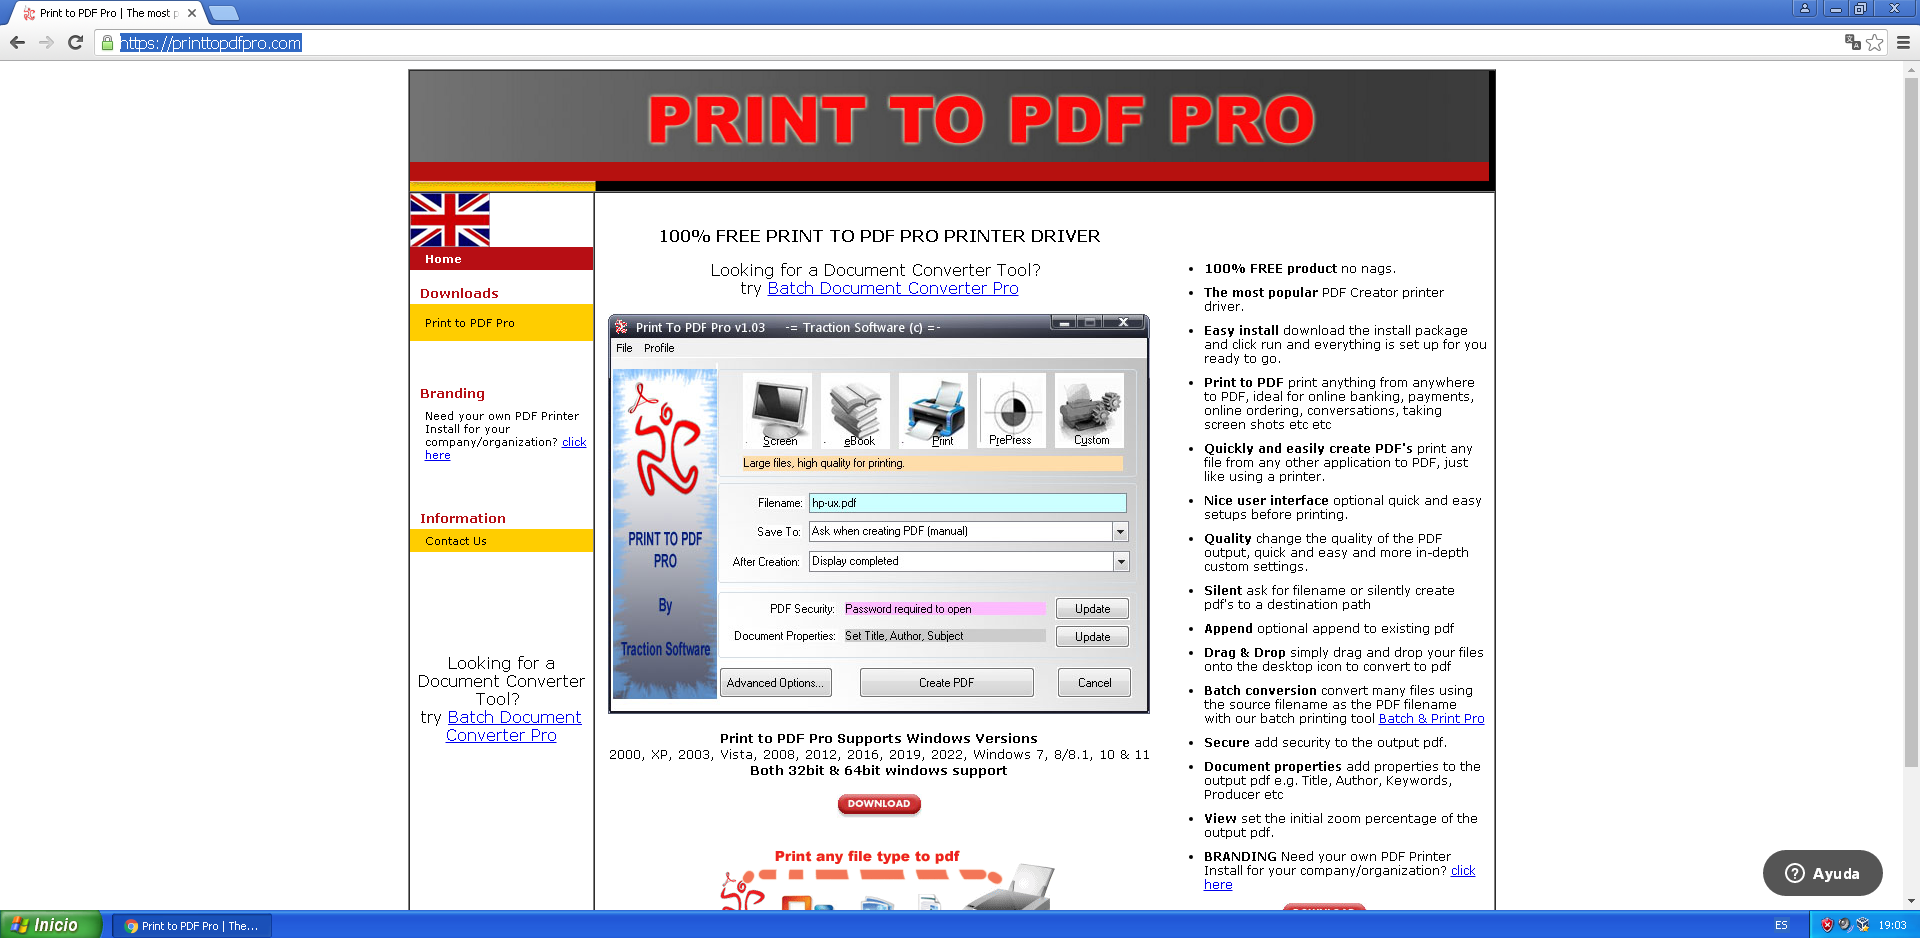 Print to PDF Pro | The most p
https://printtopdfpro.com
PRINT TO PDF PRO
Home
Downloads
Print to PDF Pro
Branding
Need your own PDF Printer
Install for your
company/organization? click
here
Information
Contact Us
Looking for a
Document Converter
Tool?
try Batch Document
Converter Pro
100% FREE PRINT TO PDF PRO PRINTER DRIVER
Looking for a Document Converter Tool?
try Batch Document Converter Pro
Print To PDF Pro v1.03 -= Traction Software (c) =-
File Profile
PRINT TO PDF
PRO
By
Traction Software
Screen eBook Print PrePress Custom
Large files, high quality for printing.
Filename: hp-ux.pdf
Save To: Ask when creating PDF (manual)
After Creation: Display completed
PDF Security: Password required to open Update
Document Properties: Set Title, Author, Subject Update
Advanced Options... Create PDF Cancel
Print to PDF Pro Supports Windows Versions
2000, XP, 2003, Vista, 2008, 2012, 2016, 2019, 2022, Windows 7, 8/8.1, 10 & 11
Both 32bit & 64bit windows support
DOWNLOAD
Print any file type to pdf
• 100% FREE product no nags.
• The most popular PDF Creator printer
driver.
• Easy install download the install package
and click run and everything is set up for you
ready to go.
• Print to PDF print anything from anywhere
to PDF, ideal for online banking, payments,
online ordering, conversations, taking
screen shots etc etc
• Quickly and easily create PDF's print any
file from any other application to PDF, just
like using a printer.
• Nice user interface optional quick and easy
setups before printing.
• Quality change the quality of the PDF
output, quick and easy and more in-depth
custom settings.
• Silent ask for filename or silently create
pdf's to a destination path
• Append optional append to existing pdf
• Drag & Drop simply drag and drop your files
onto the desktop icon to convert to pdf
• Batch conversion convert many files using
the source filename as the PDF filename
with our batch printing tool Batch & Print Pro
• Secure add security to the output pdf.
• Document properties add properties to the
output pdf e.g. Title, Author, Keywords,
Producer etc
• View set the initial zoom percentage of the
output pdf.
• BRANDING Need your own PDF Printer
Install for your company/organization? click
here
Ayuda
Inicio
Print to PDF Pro | The...
ES
19:03